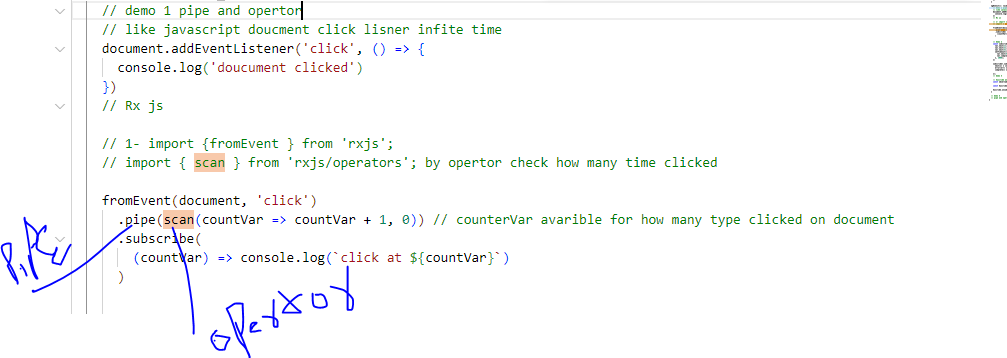 // demo 1 pipe and opertor
// like javascript doucment click lisner infite time
document.addEventListener('click', () => {
console.log('doucument clicked')
})
// Rx js
// 1- import {fromEvent } from 'rxjs';
// import { scan } from 'rxjs/operators'; by opertor check how many time clicked
fromEvent(document, 'click')
.pipe(scan(countVar => countVar + 1, 0)) // counterVar avarible for how many type clicked on document
.subscribe(
(countVar) => console.log(`click at ${countVar}`)
)